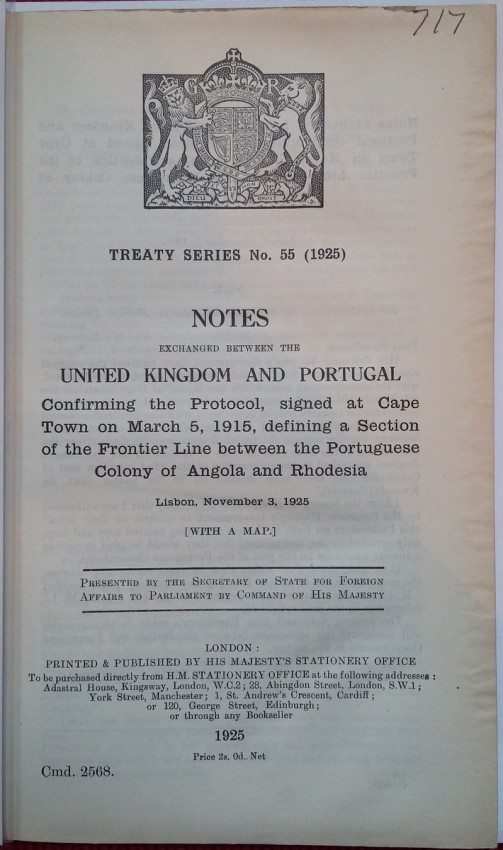 717
G R
DIEU ET MON DROIT
TREATY SERIES No. 55 (1925)
NOTES
EXCHANGED BETWEEN THE
UNITED KINGDOM AND PORTUGAL
Confirming the Protocol, signed at Cape
Town on March 5, 1915, defining a Section
of the Frontier Line between the Portuguese
Colony of Angola and Rhodesia
Lisbon, November 3, 1925
[WITH A MAP.]
PRESENTED BY THE SECRETARY OF STATE FOR FOREIGN
AFFAIRS TO PARLIAMENT BY COMMAND OF HIS MAJESTY
LONDON :
PRINTED & PUBLISHED BY HIS MAJESTY'S STATIONERY OFFICE
To be purchased directly from H.M. STATIONERY OFFICE at the following addresses :
Adastral House, Kingsway, London, W.C.2 ; 28, Abingdon Street, London, S.W.1 ;
York Street, Manchester ; 1, St. Andrew's Crescent, Cardiff ;
or 120, George Street, Edinburgh ;
or through any Bookseller
1925
Price 2s. 0d. Net
Cmd. 2568.